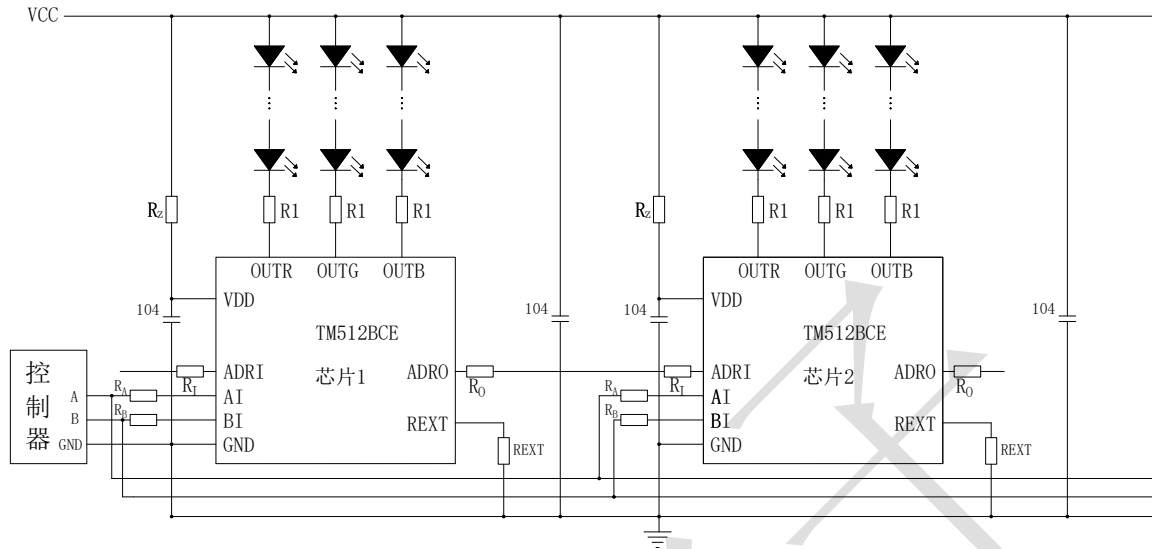 VCC
Rz R1 R1 R1 Rz R1 R1 R1
OUTR OUTG OUTB OUTR OUTG OUTB
104 VDD 104 104 VDD 104
TM512BCE TM512BCE
控制器
ADRI 芯片1 ADRO ADRI 芯片2 ADRO
RI RO RI RO
A RA AI RA AI
B RB BI RB BI
REXT REXT
GND GND GND
REXT REXT